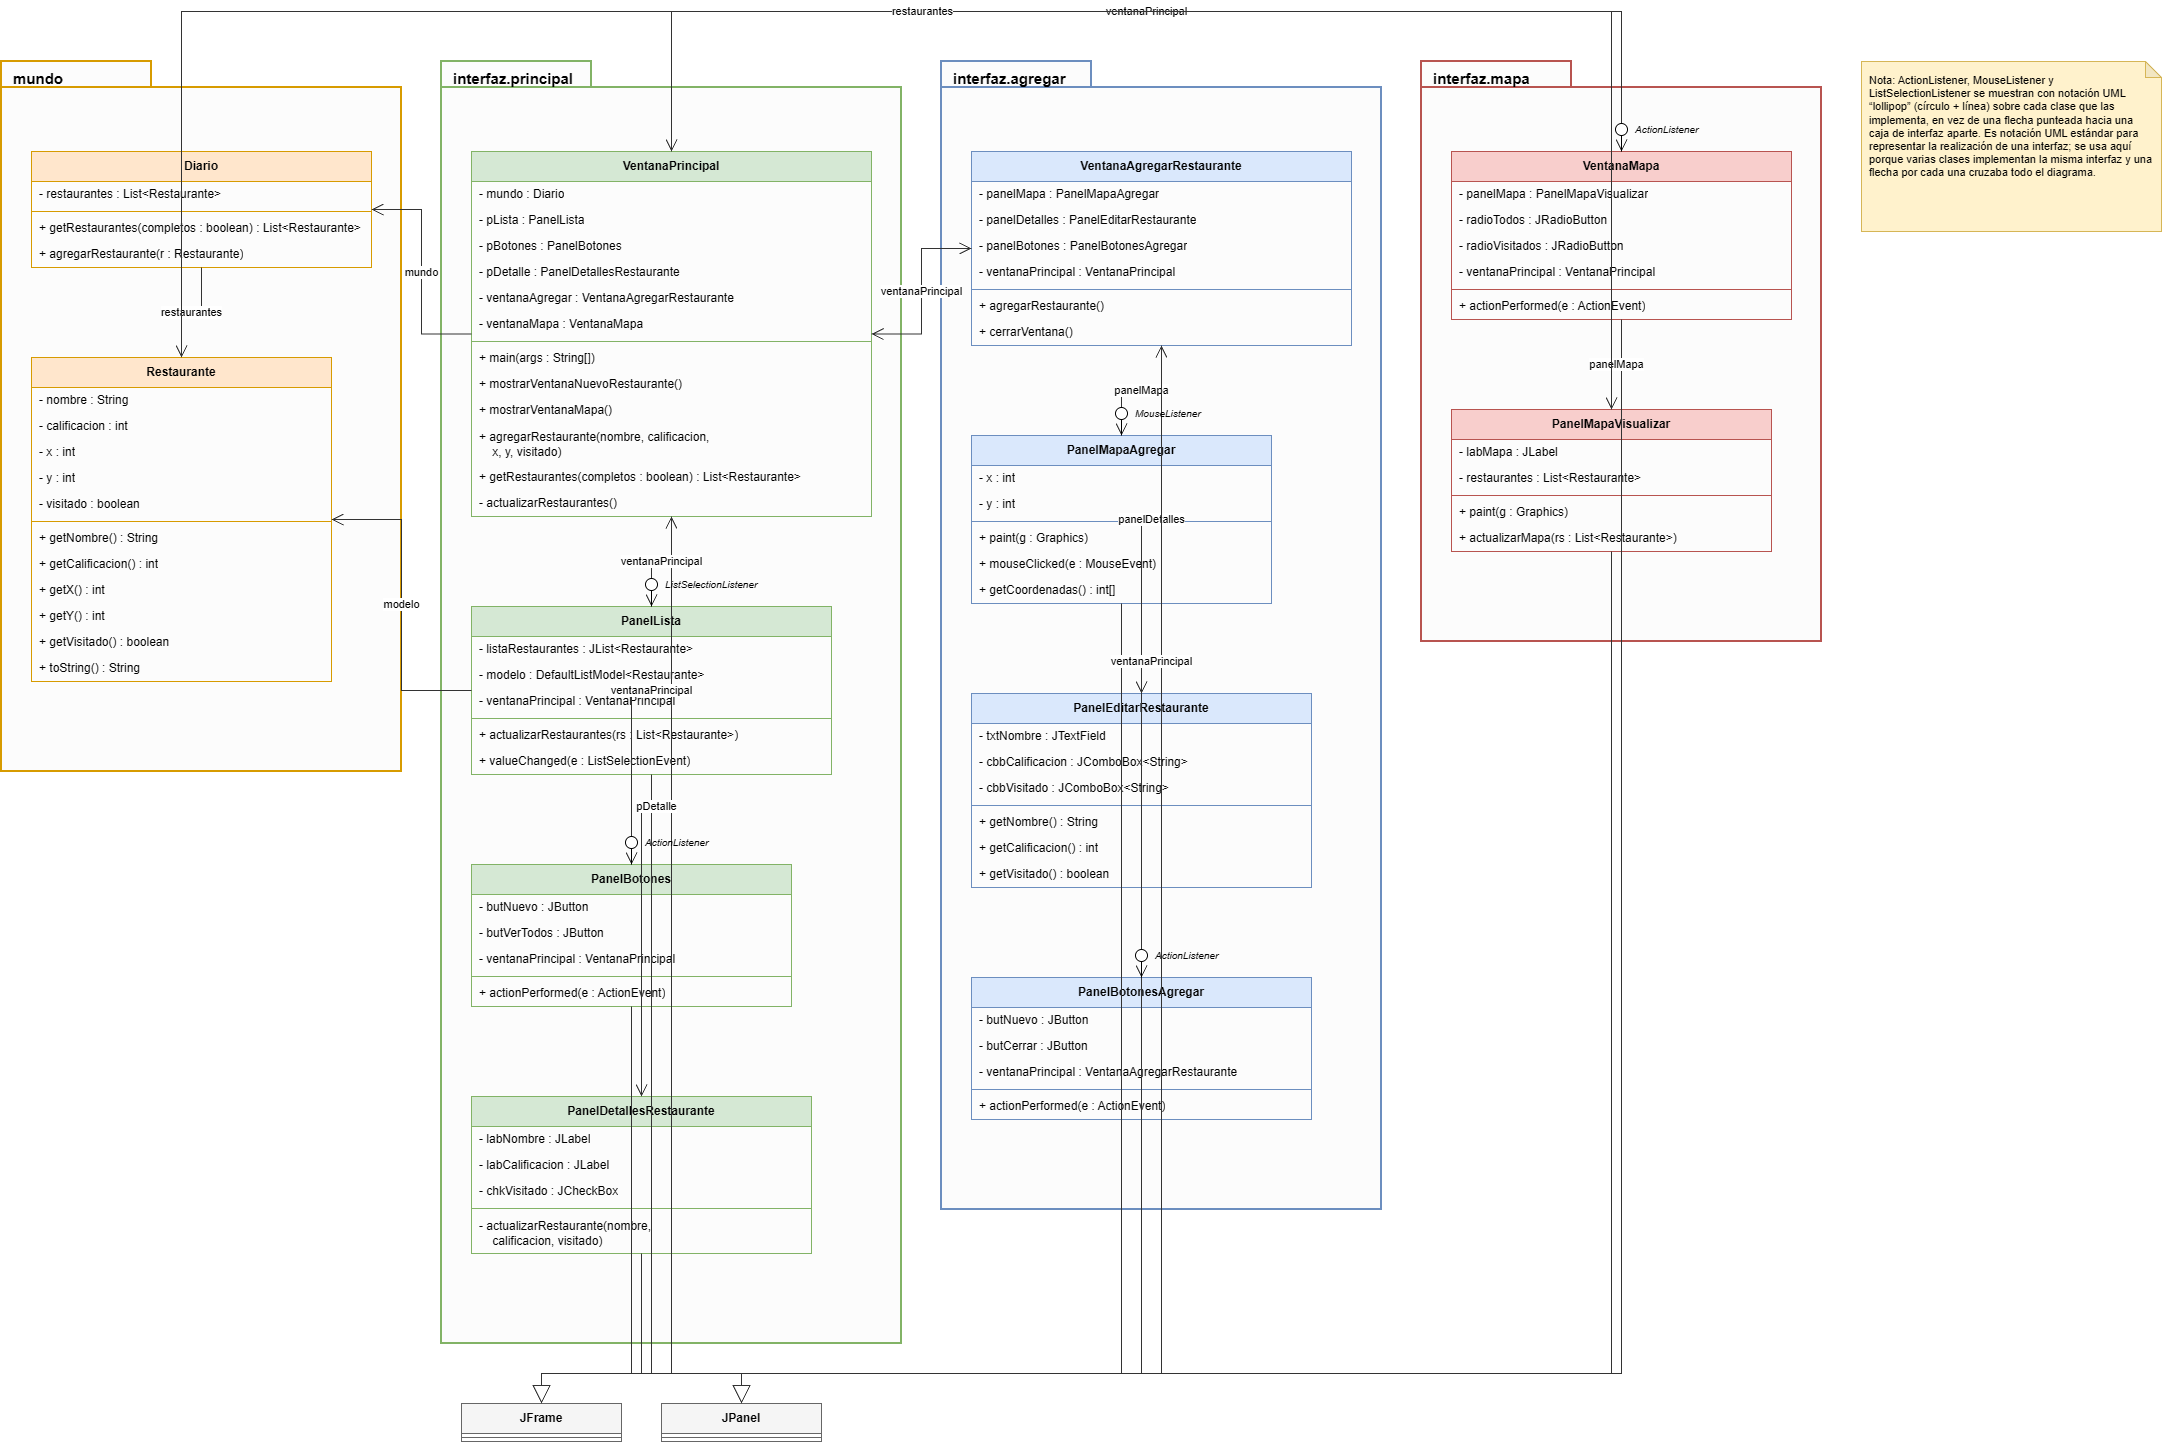 restaurantes
ventanaPrincipal
mundo
Diario
- restaurantes : List<Restaurante>
+ getRestaurantes(completos : boolean) : List<Restaurante>
+ agregarRestaurante(r : Restaurante)
restaurantes
mundo
Restaurante
- nombre : String
- calificacion : int
- x : int
- y : int
- visitado : boolean
+ getNombre() : String
+ getCalificacion() : int
+ getX() : int
+ getY() : int
+ getVisitado() : boolean
+ toString() : String
modelo
interfaz.principal
VentanaPrincipal
- mundo : Diario
- pLista : PanelLista
- pBotones : PanelBotones
- pDetalle : PanelDetallesRestaurante
- ventanaAgregar : VentanaAgregarRestaurante
- ventanaMapa : VentanaMapa
+ main(args : String[])
+ mostrarVentanaNuevoRestaurante()
+ mostrarVentanaMapa()
+ agregarRestaurante(nombre, calificacion,
x, y, visitado)
+ getRestaurantes(completos : boolean) : List<Restaurante>
- actualizarRestaurantes()
ventanaPrincipal
ListSelectionListener
PanelLista
- listaRestaurantes : JList<Restaurante>
- modelo : DefaultListModel<Restaurante>
ventanaPrincipal
- ventanaPrincipal : VentanaPrincipal
+ actualizarRestaurantes(rs : List<Restaurante>)
+ valueChanged(e : ListSelectionEvent)
pDetalle
ActionListener
PanelBotones
- butNuevo : JButton
- butVerTodos : JButton
- ventanaPrincipal : VentanaPrincipal
+ actionPerformed(e : ActionEvent)
PanelDetallesRestaurante
- labNombre : JLabel
- labCalificacion : JLabel
- chkVisitado : JCheckBox
- actualizarRestaurante(nombre,
calificacion, visitado)
ventanaPrincipal
interfaz.agregar
VentanaAgregarRestaurante
- panelMapa : PanelMapaAgregar
- panelDetalles : PanelEditarRestaurante
- panelBotones : PanelBotonesAgregar
- ventanaPrincipal : VentanaPrincipal
+ agregarRestaurante()
+ cerrarVentana()
panelMapa
MouseListener
PanelMapaAgregar
- x : int
- y : int
panelDetalles
+ paint(g : Graphics)
+ mouseClicked(e : MouseEvent)
+ getCoordenadas() : int[]
ventanaPrincipal
PanelEditarRestaurante
- txtNombre : JTextField
- cbbCalificacion : JComboBox<String>
- cbbVisitado : JComboBox<String>
+ getNombre() : String
+ getCalificacion() : int
+ getVisitado() : boolean
ActionListener
PanelBotonesAgregar
- butNuevo : JButton
- butCerrar : JButton
- ventanaPrincipal : VentanaAgregarRestaurante
+ actionPerformed(e : ActionEvent)
interfaz.mapa
ActionListener
VentanaMapa
- panelMapa : PanelMapaVisualizar
- radioTodos : JRadioButton
- radioVisitados : JRadioButton
- ventanaPrincipal : VentanaPrincipal
+ actionPerformed(e : ActionEvent)
panelMapa
PanelMapaVisualizar
- labMapa : JLabel
- restaurantes : List<Restaurante>
+ paint(g : Graphics)
+ actualizarMapa(rs : List<Restaurante>)
Nota: ActionListener, MouseListener y
ListSelectionListener se muestran con notación UML
“lollipop” (círculo + línea) sobre cada clase que las
implementa, en vez de una flecha punteada hacia una
caja de interfaz aparte. Es notación UML estándar para
representar la realización de una interfaz; se usa aquí
porque varias clases implementan la misma interfaz y una
flecha por cada una cruzaba todo el diagrama.
JFrame
JPanel